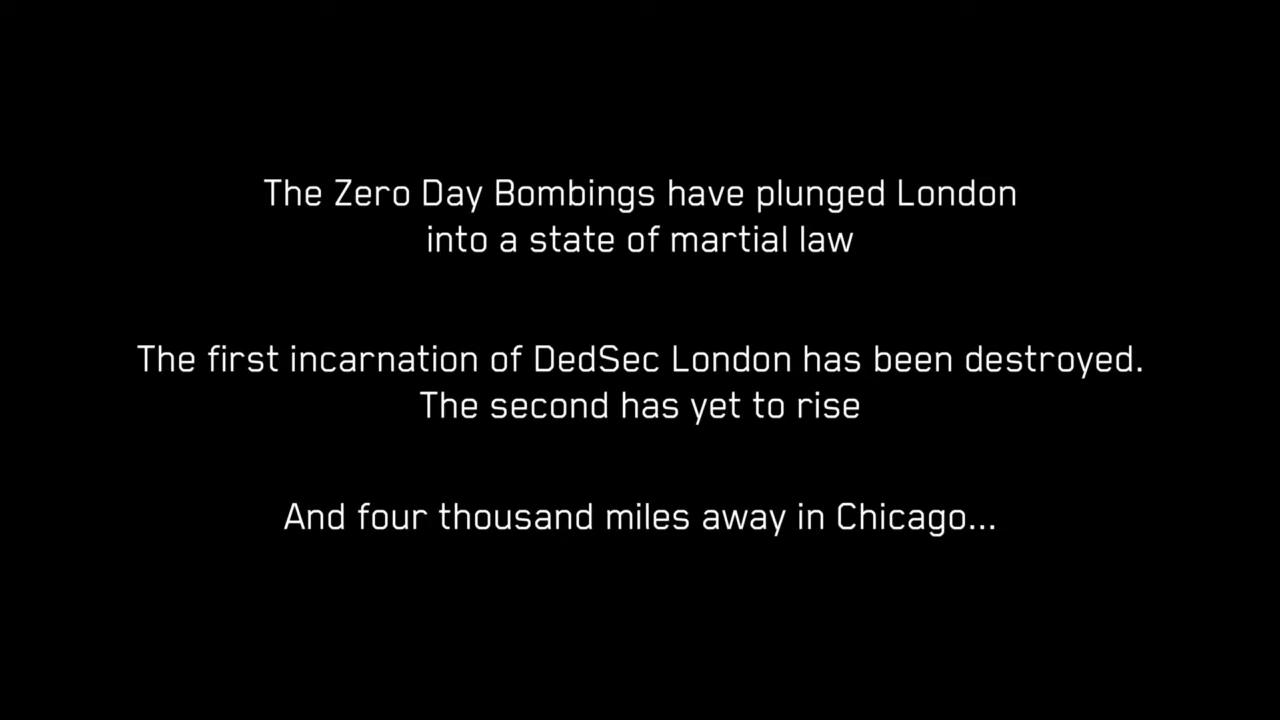 The Zero Day Bombings have plunged London
into a state of martial law
The first incarnation of DedSec London has been destroyed.
The second has yet to rise
And four thousand miles away in Chicago...